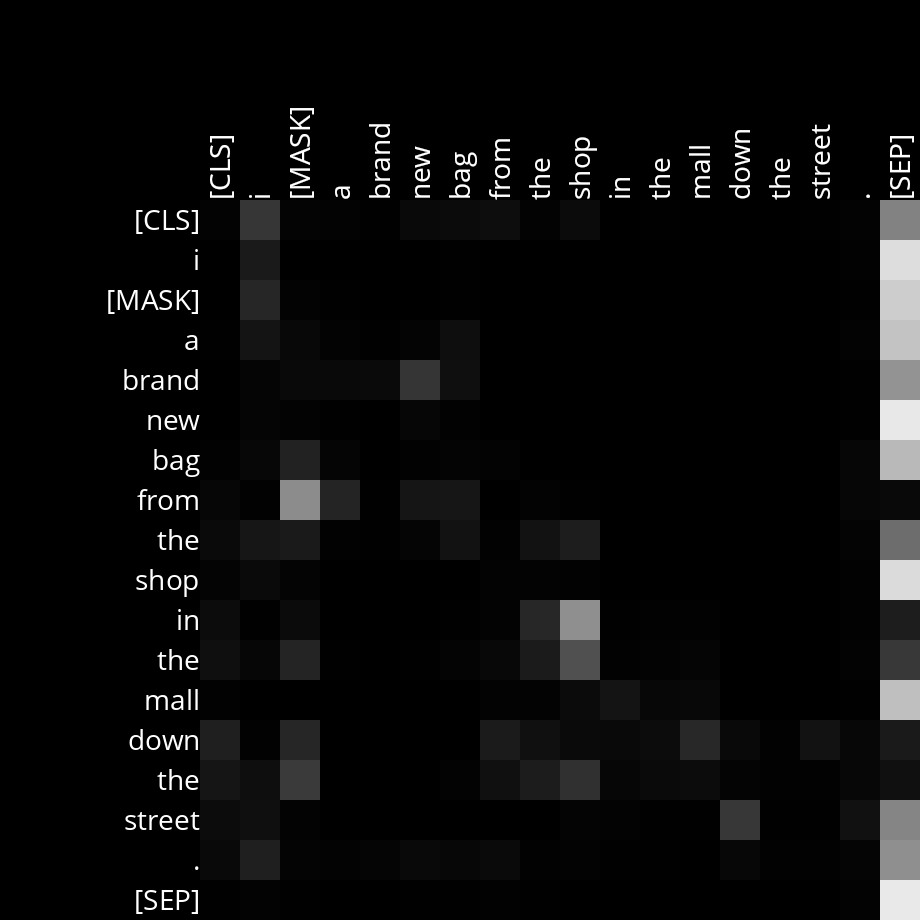 [CLS] i [MASK] a brand new bag from the shop in the mall down the street . [SEP]
[CLS]
i
[MASK]
a
brand
new
bag
from
the
shop
in
the
mall
down
the
street
.
[SEP]